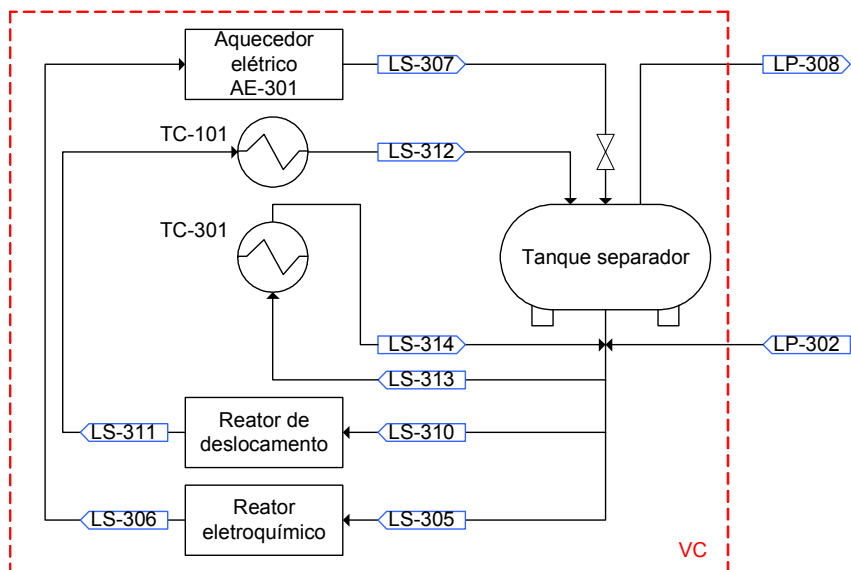 Aquecedor
elétrico
AE-301
LS-307
LP-308
TC-101
LS-312
TC-301
Tanque separador
LS-314
LP-302
LS-313
LS-311
Reator de
deslocamento
LS-310
LS-306
Reator
eletroquímico
LS-305
VC